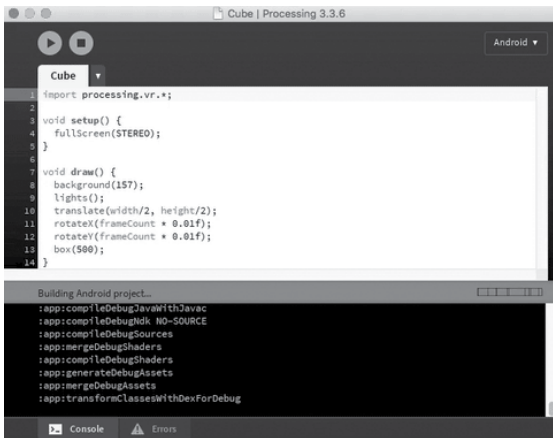 Cube | Processing 3.3.6
Android ▼
Cube ▼
1 import processing.vr.*;
2
3 void setup() {
4   fullScreen(STEREO);
5 }
6
7 void draw() {
8   background(157);
9   lights();
10   translate(width/2, height/2);
11   rotateX(frameCount * 0.01f);
12   rotateY(frameCount * 0.01f);
13   box(500);
14 }
Building Android project...
:app:compileDebugJavaWithJavac
:app:compileDebugNdk NO-SOURCE
:app:compileDebugSources
:app:mergeDebugShaders
:app:compileDebugShaders
:app:generateDebugAssets
:app:mergeDebugAssets
:app:transformClassesWithDexForDebug
Console Errors